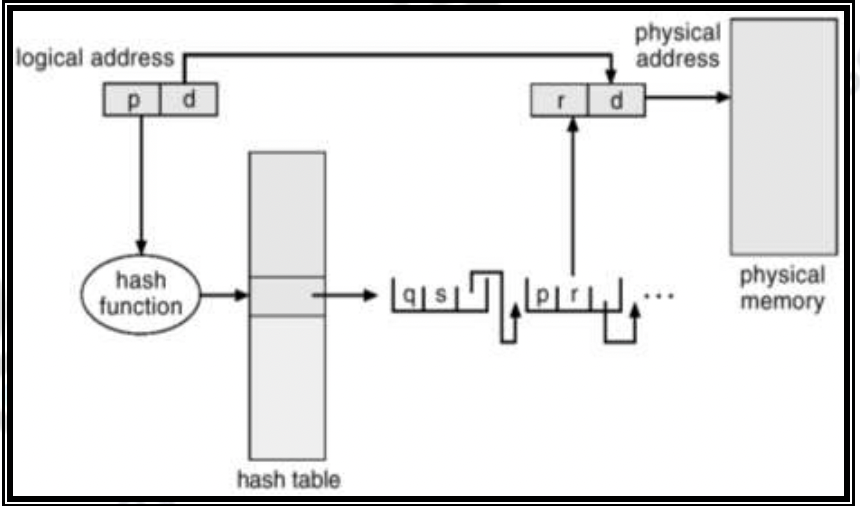 logical address
p d
physical
address
r d
hash
function
q s
p r
...
physical
memory
hash table